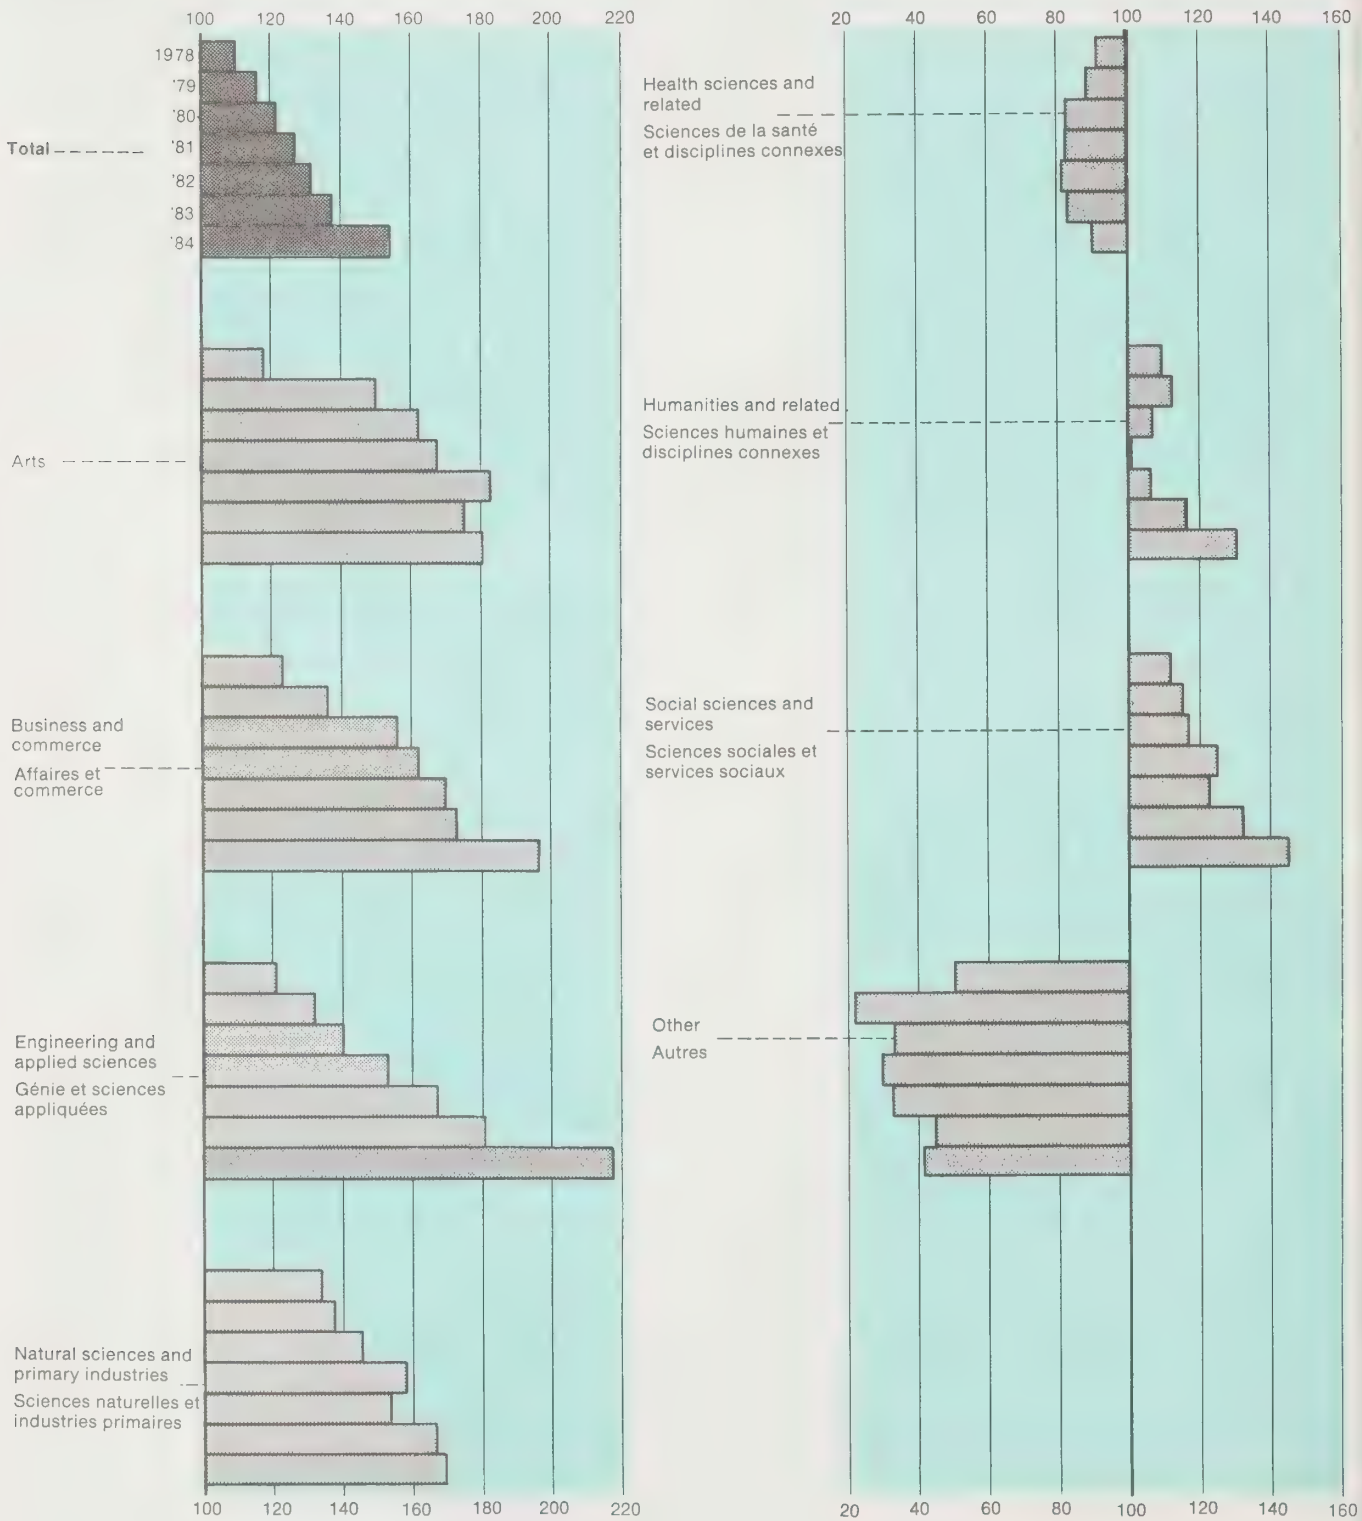 100 120 140 160 180 200 220
1978
'79
'80
Total
'81
'82
'83
'84
Arts
Business and
commerce
Affaires et
commerce
Engineering and
applied sciences
Génie et sciences
appliquées
Natural sciences and
primary industries
Sciences naturelles et
industries primaires
100 120 140 160 180 200 220
20 40 60 80 100 120 140 160
Health sciences and
related
Sciences de la santé
et disciplines connexes
Humanities and related
Sciences humaines et
disciplines connexes
Social sciences and
services
Sciences sociales et
services sociaux
Other
Autres
20 40 60 80 100 120 140 160